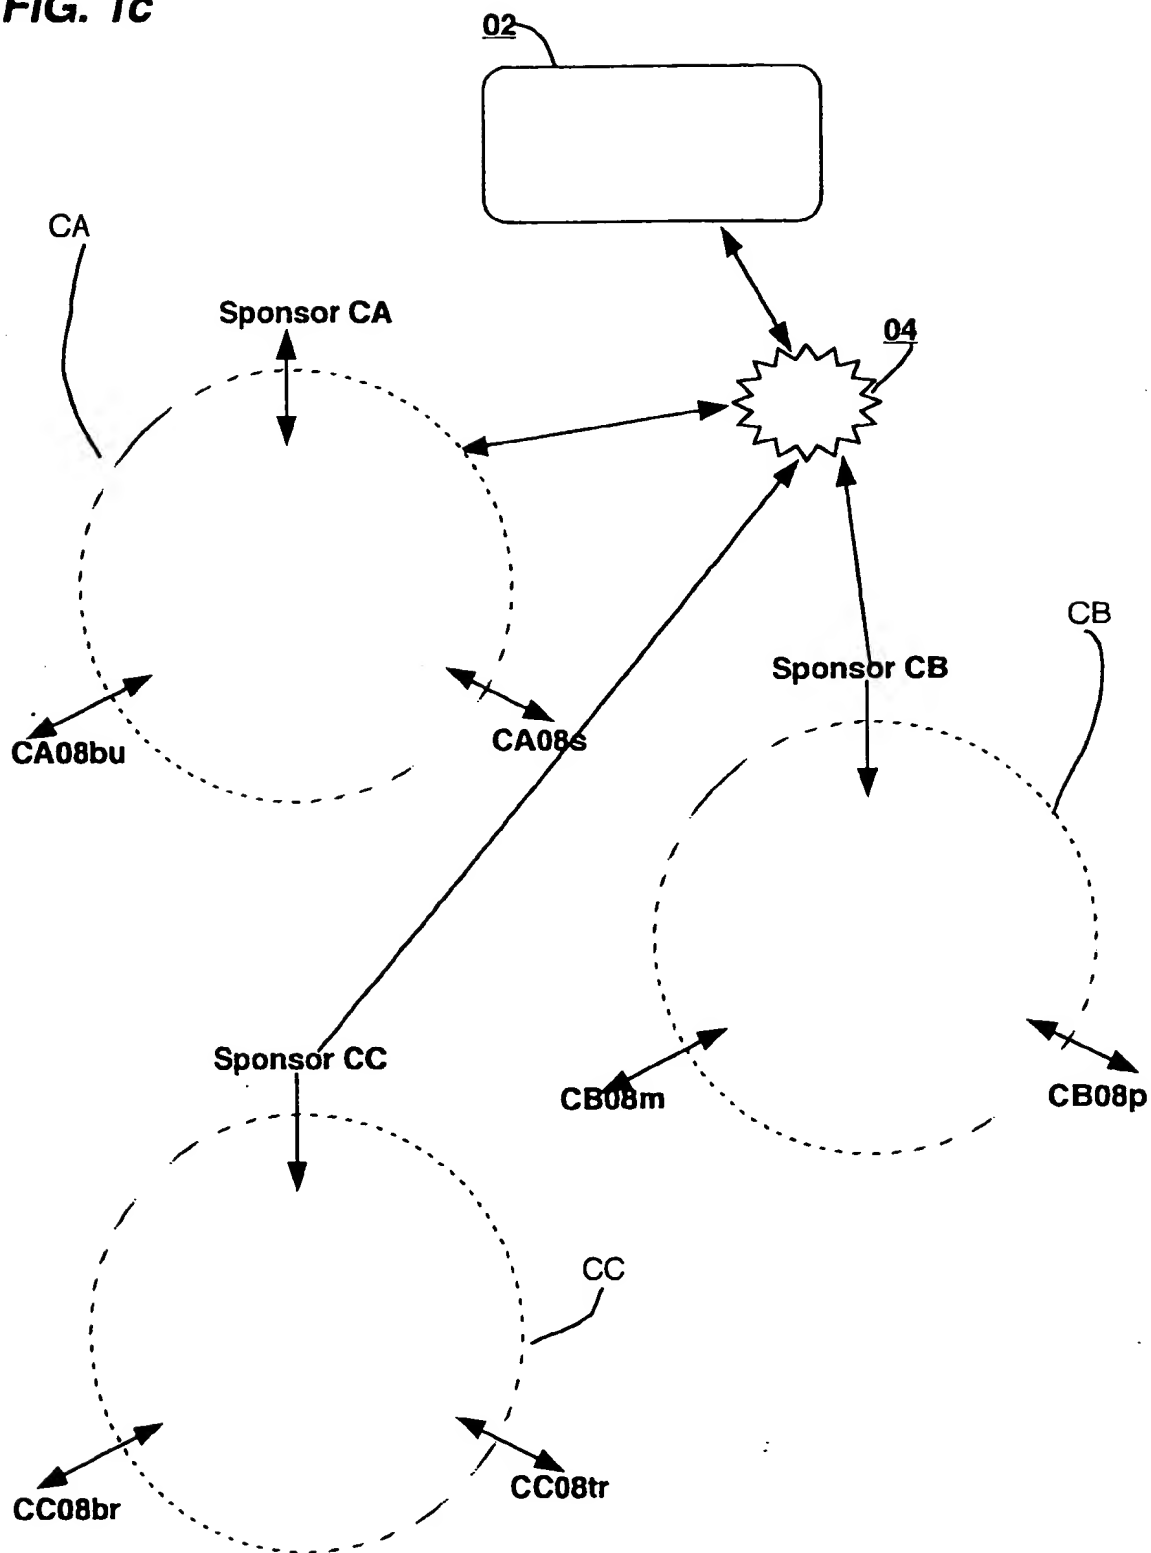 FIG. 1c
02
CA
Sponsor CA
04
CB
Sponsor CB
CA08bu
CA08s
Sponsor CC
CB08m
CB08p
CC
CC08tr
CC08br